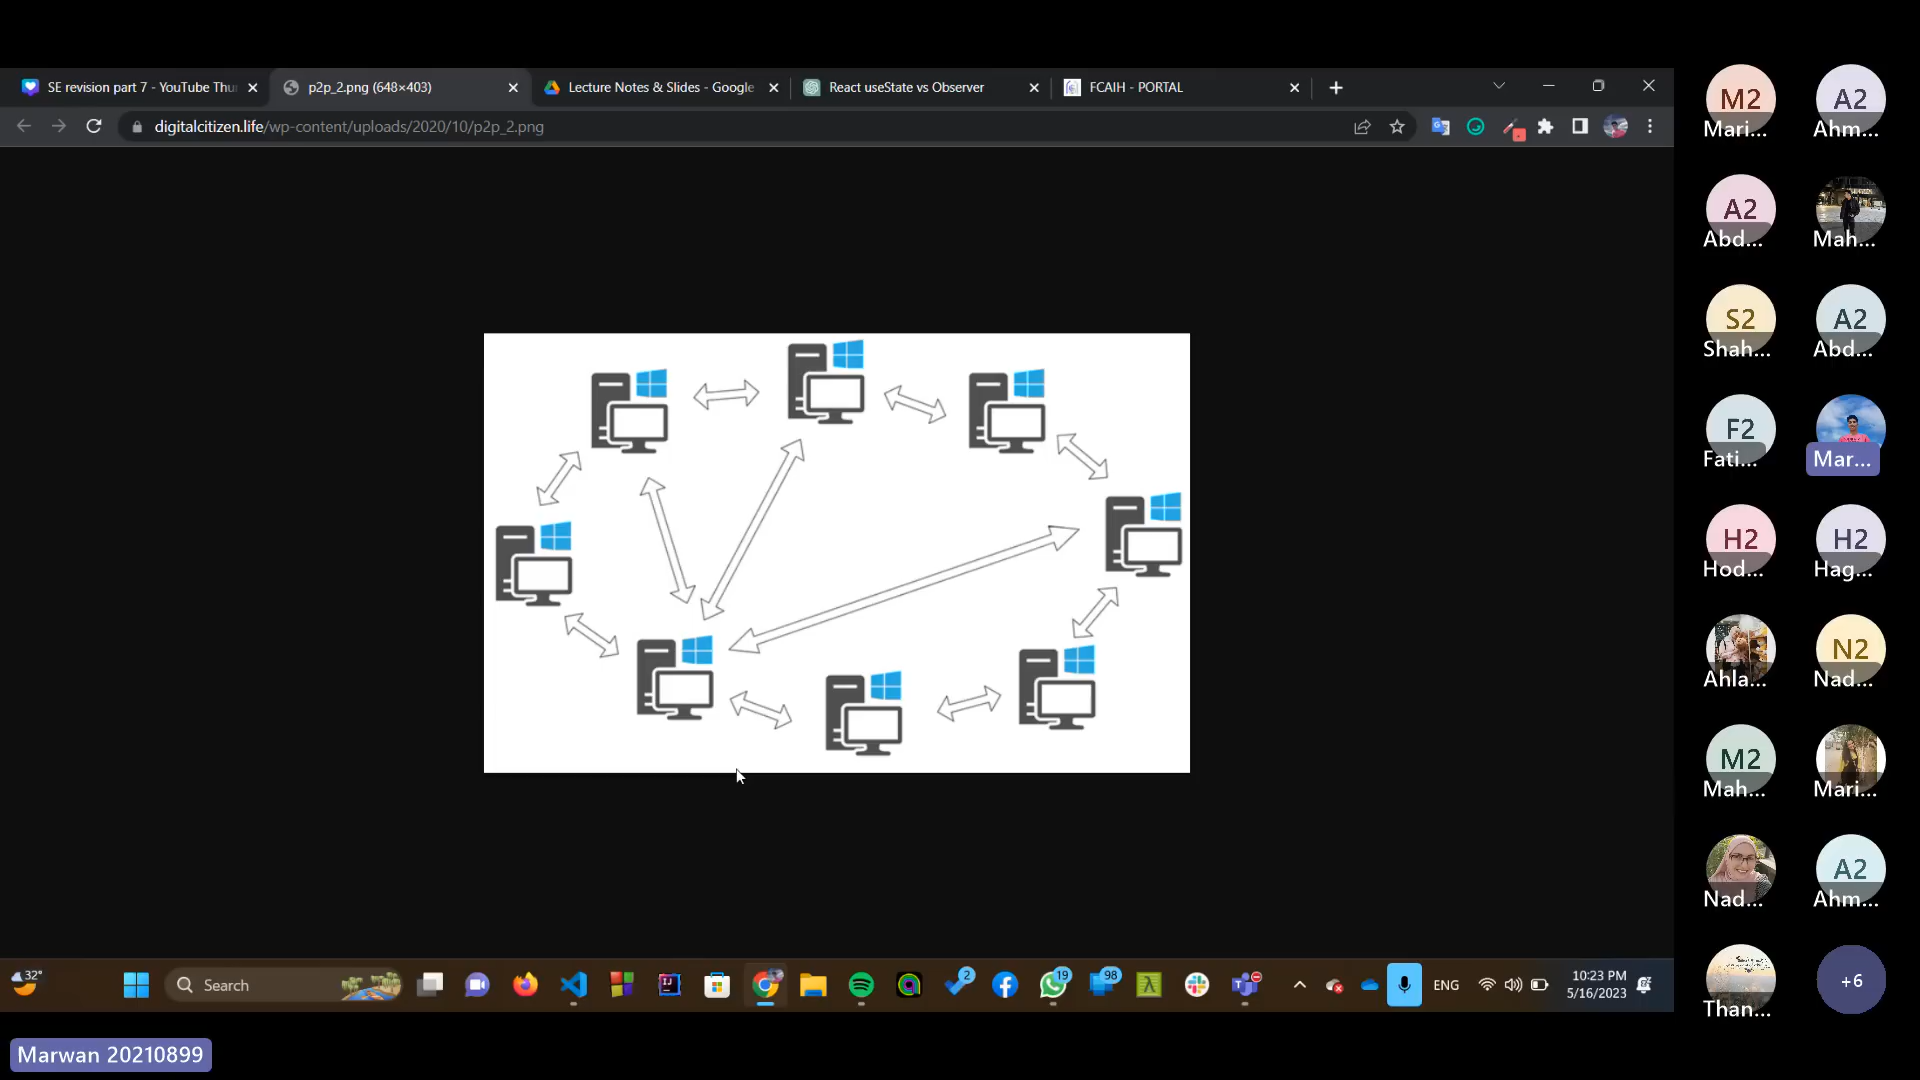 SE revision part 7 - YouTube Thu
p2p_2.png (648×403)
Lecture Notes & Slides - Google
React useState vs Observer
FCAIH - PORTAL
digitalcitizen.life/wp-content/uploads/2020/10/p2p_2.png
M2
Mari...
A2
Ahm...
A2
Abd...
Mah...
S2
Shah...
A2
Abd...
F2
Fati...
Mar...
H2
Hod...
H2
Hag...
Ahla...
N2
Nad...
M2
Mah...
Mari...
Nad...
A2
Ahm...
Than...
+6
32°
Search
2
19
98
ENG
10:23 PM
5/16/2023
Marwan 20210899